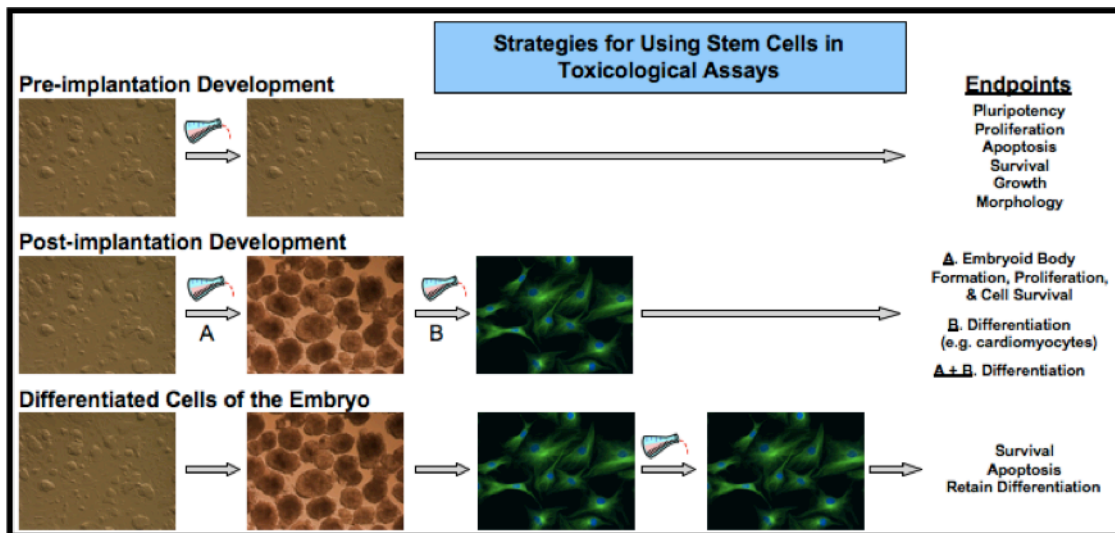 Strategies for Using Stem Cells in
Toxicological Assays
Pre-implantation Development
Endpoints
Pluripotency
Proliferation
Apoptosis
Survival
Growth
Morphology
Post-implantation Development
A
B
A. Embryoid Body
Formation, Proliferation,
& Cell Survival
B. Differentiation
(e.g. cardiomyocytes)
A + B. Differentiation
Differentiated Cells of the Embryo
Survival
Apoptosis
Retain Differentiation